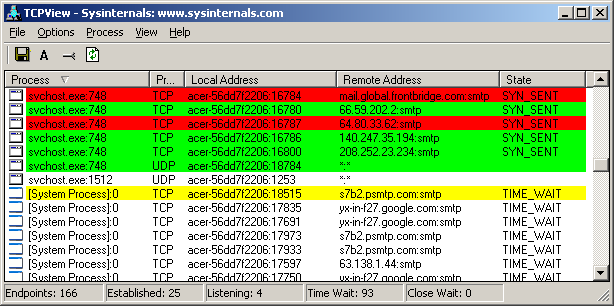 TCPView - Sysinternals: www.sysinternals.com
File Options Process View Help
A
Process Pr... Local Address Remote Address State
svchost.exe:748 TCP acer-56dd7f2206:16784 mail.global.frontbridge.com:smtp SYN_SENT
svchost.exe:748 TCP acer-56dd7f2206:16780 66.59.202.2:smtp SYN_SENT
svchost.exe:748 TCP acer-56dd7f2206:16787 64.80.33.62:smtp SYN_SENT
svchost.exe:748 TCP acer-56dd7f2206:16786 140.247.35.194:smtp SYN_SENT
svchost.exe:748 TCP acer-56dd7f2206:16800 208.252.23.234:smtp SYN_SENT
svchost.exe:748 UDP acer-56dd7f2206:18784 *:*
svchost.exe:1512 UDP acer-56dd7f2206:1253 *:*
[System Process]:0 TCP acer-56dd7f2206:18515 s7b2.psmtp.com:smtp TIME_WAIT
[System Process]:0 TCP acer-56dd7f2206:17835 yx-in-f27.google.com:smtp TIME_WAIT
[System Process]:0 TCP acer-56dd7f2206:17691 yx-in-f27.google.com:smtp TIME_WAIT
[System Process]:0 TCP acer-56dd7f2206:17973 s7b2.psmtp.com:smtp TIME_WAIT
[System Process]:0 TCP acer-56dd7f2206:17933 s7b2.psmtp.com:smtp TIME_WAIT
[System Process]:0 TCP acer-56dd7f2206:17597 63.138.1.44:smtp TIME_WAIT
[System Process]:0 TCP acer-56dd7f2206:17750 yx-in-f27.google.com:smtp TIME_WAIT
Endpoints: 166 Established: 25 Listening: 4 Time Wait: 93 Close Wait: 0